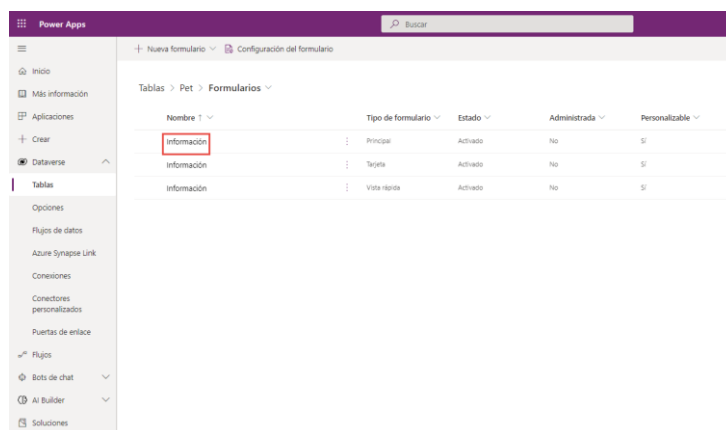 Power Apps
Buscar
Nueva formulario
Configuración del formulario
Inicio
Más información
Aplicaciones
Crear
Dataverse
Tablas
Opciones
Flujos de datos
Azure Synapse Link
Conexiones
Conectores
personalizados
Puertas de enlace
Flujos
Bots de chat
AI Builder
Soluciones
Tablas > Pet > Formularios
Nombre ↑ Tipo de formulario Estado Administrada Personalizable
Información Principal Activado No Sí
Información Tarjeta Activado No Sí
Información Vista rápida Activado No Sí